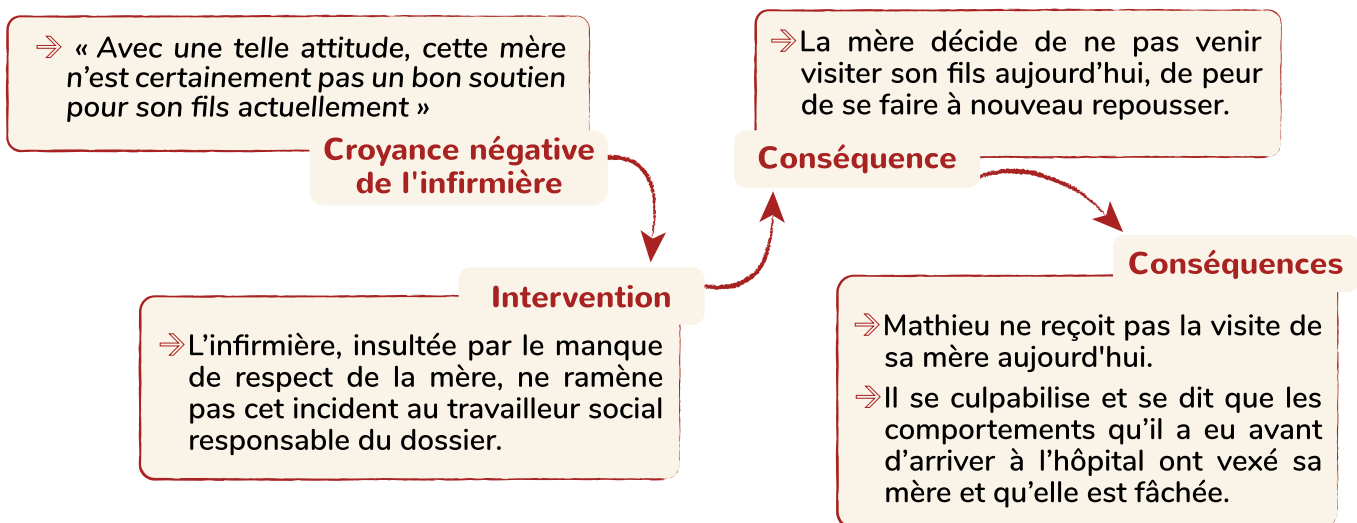 « Avec une telle attitude, cette mère
n'est certainement pas un bon soutien
pour son fils actuellement »
Croyance négative
de l'infirmière
Intervention
L'infirmière, insultée par le manque
de respect de la mère, ne ramène
pas cet incident au travailleur social
responsable du dossier.
La mère décide de ne pas venir
visiter son fils aujourd'hui, de peur
de se faire à nouveau repousser.
Conséquence
Conséquences
Mathieu ne reçoit pas la visite de
sa mère aujourd'hui.
Il se culpabilise et se dit que les
comportements qu'il a eu avant
d'arriver à l'hôpital ont vexé sa
mère et qu'elle est fâchée.